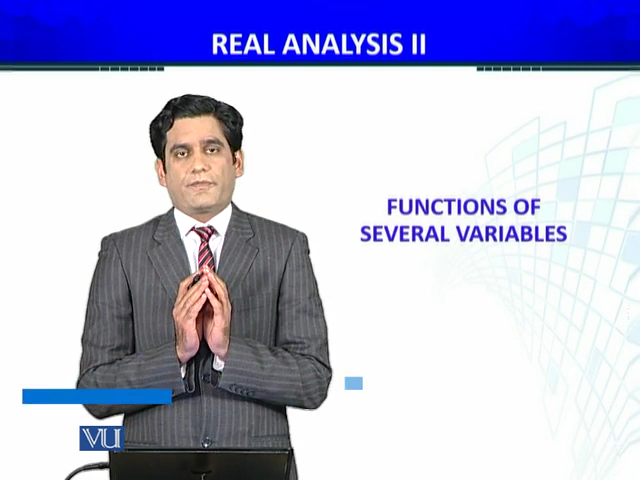 REAL ANALYSIS II
FUNCTIONS OF
SEVERAL VARIABLES
VU